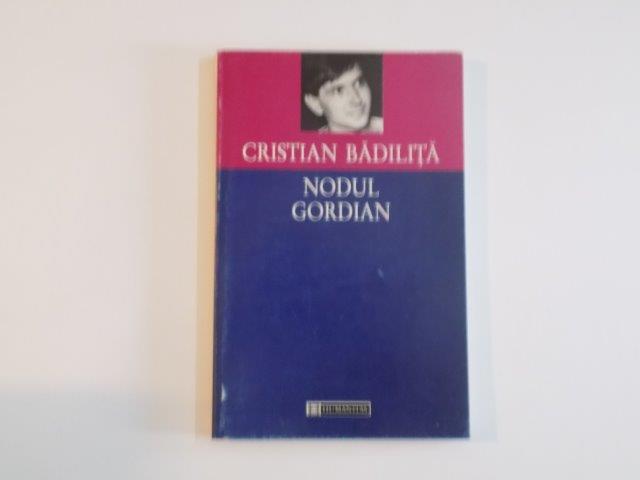 CRISTIAN BĂDILIȚĂ
NODUL
GORDIAN
HUMANITAS